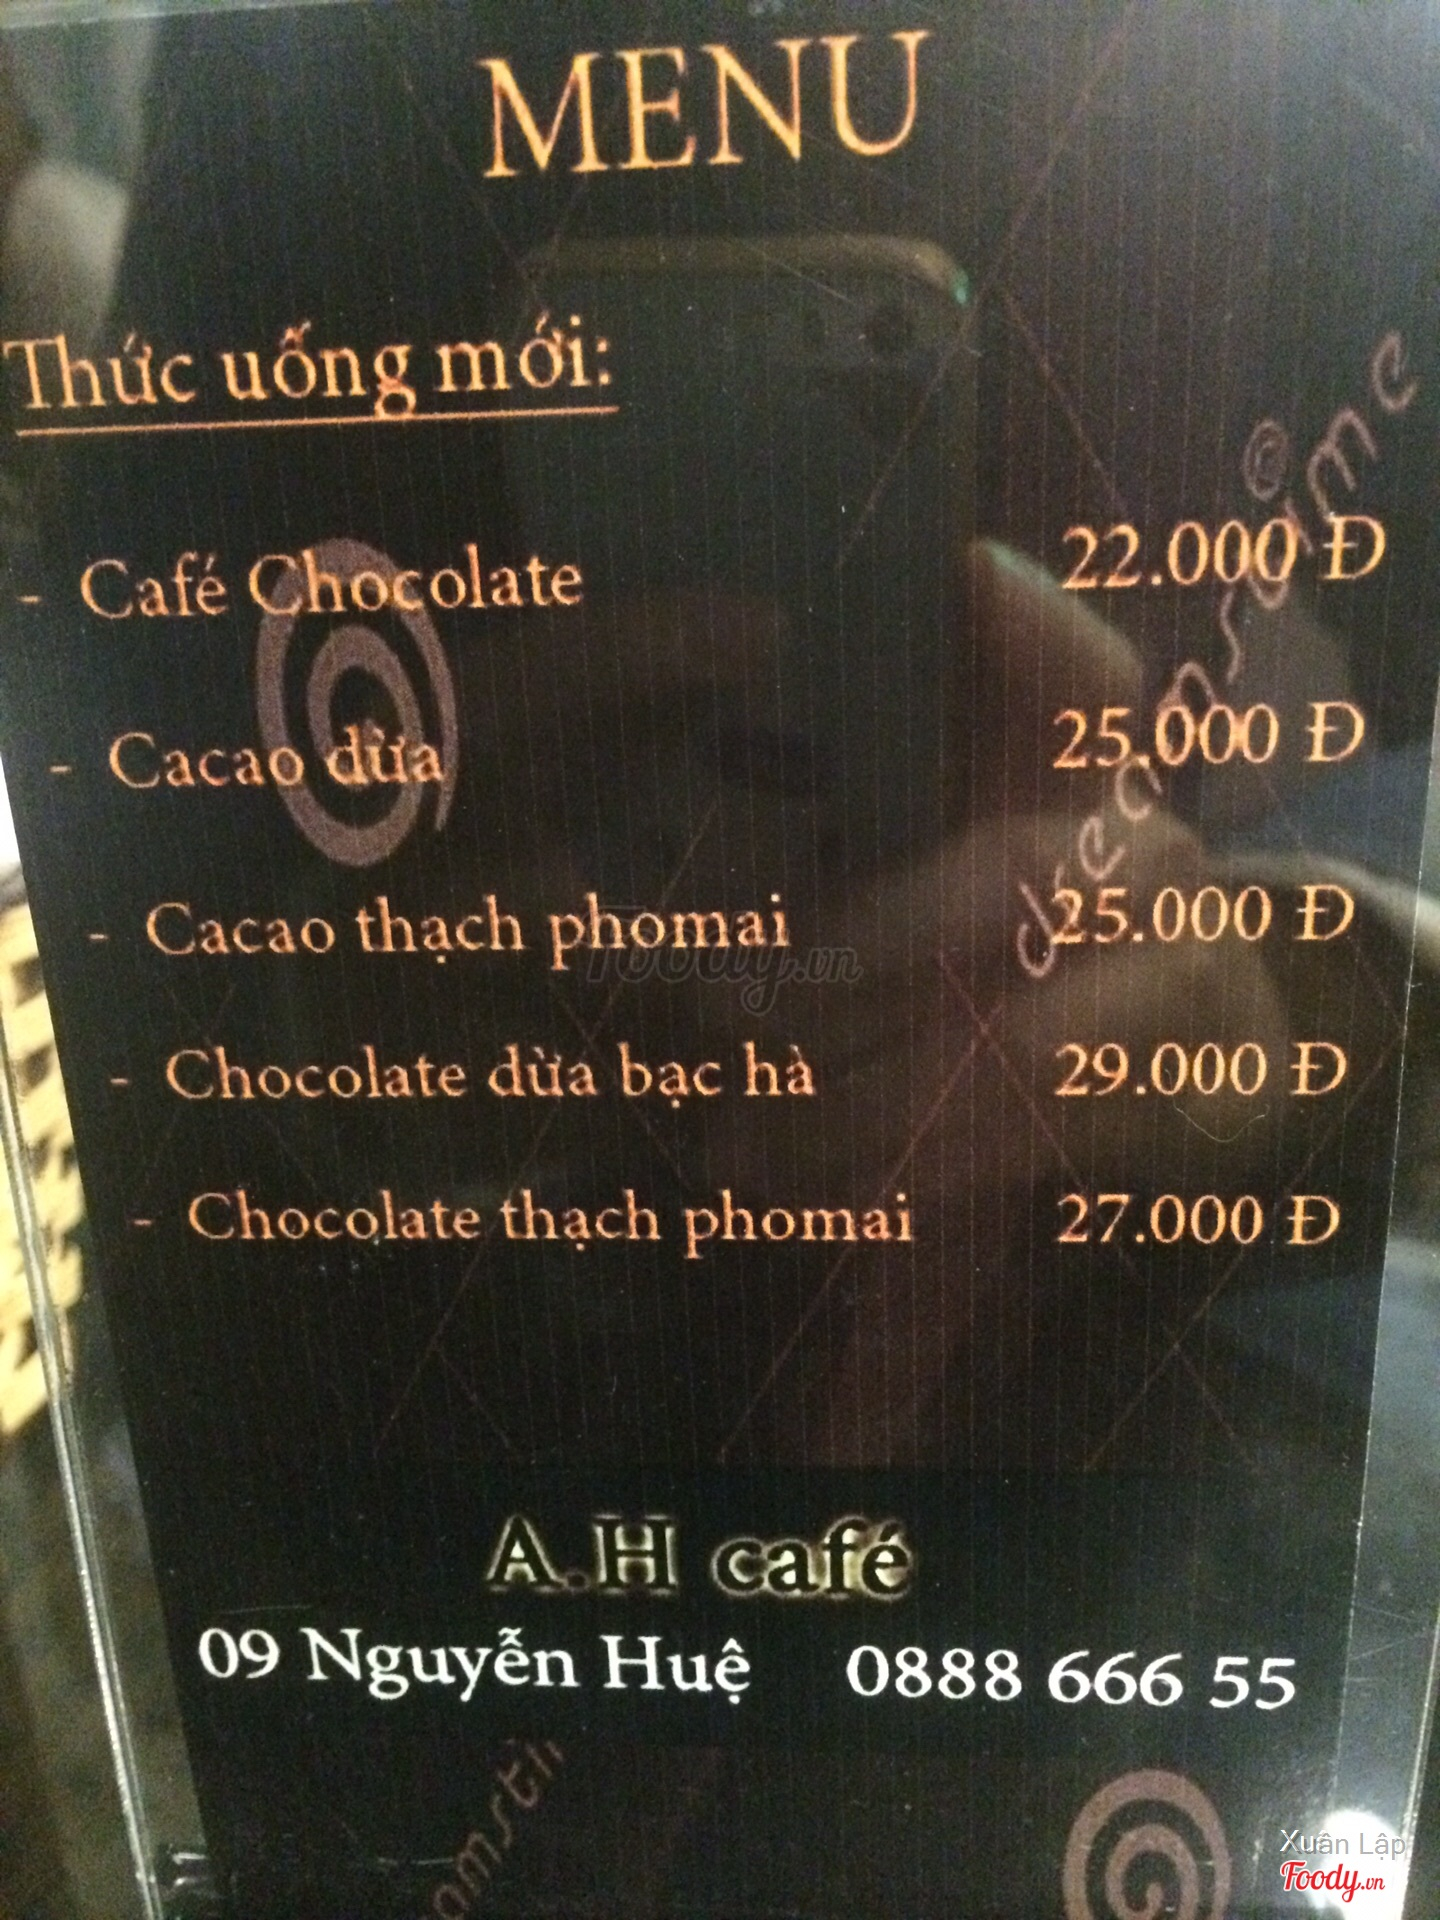 MENU
Thức uống mới:
- Café Chocolate 22.000 Đ
- Cacao dừa 25.000 Đ
- Cacao thạch phomai 25.000 Đ
- Chocolate dừa bạc hà 29.000 Đ
- Chocolate thạch phomai 27.000 Đ
Foody.vn
A.H café
09 Nguyễn Huệ 0888 666 55
Xuân Lập
Foody.vn